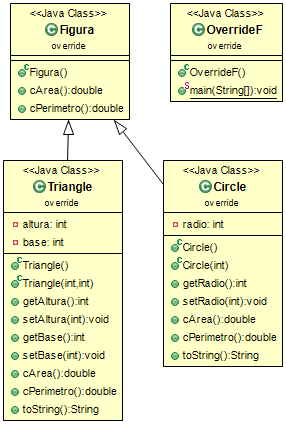 <<Java Class>>
Figura
override
Figura()
cArea():double
cPerimetro():double
<<Java Class>>
OverrideF
override
OverrideF()
main(String[]):void
<<Java Class>>
Triangle
override
altura: int
base: int
Triangle()
Triangle(int,int)
getAltura():int
setAltura(int):void
getBase():int
setBase(int):void
cArea():double
cPerimetro():double
toString():String
<<Java Class>>
Circle
override
radio: int
Circle()
Circle(int)
getRadio():int
setRadio(int):void
cArea():double
cPerimetro():double
toString():String